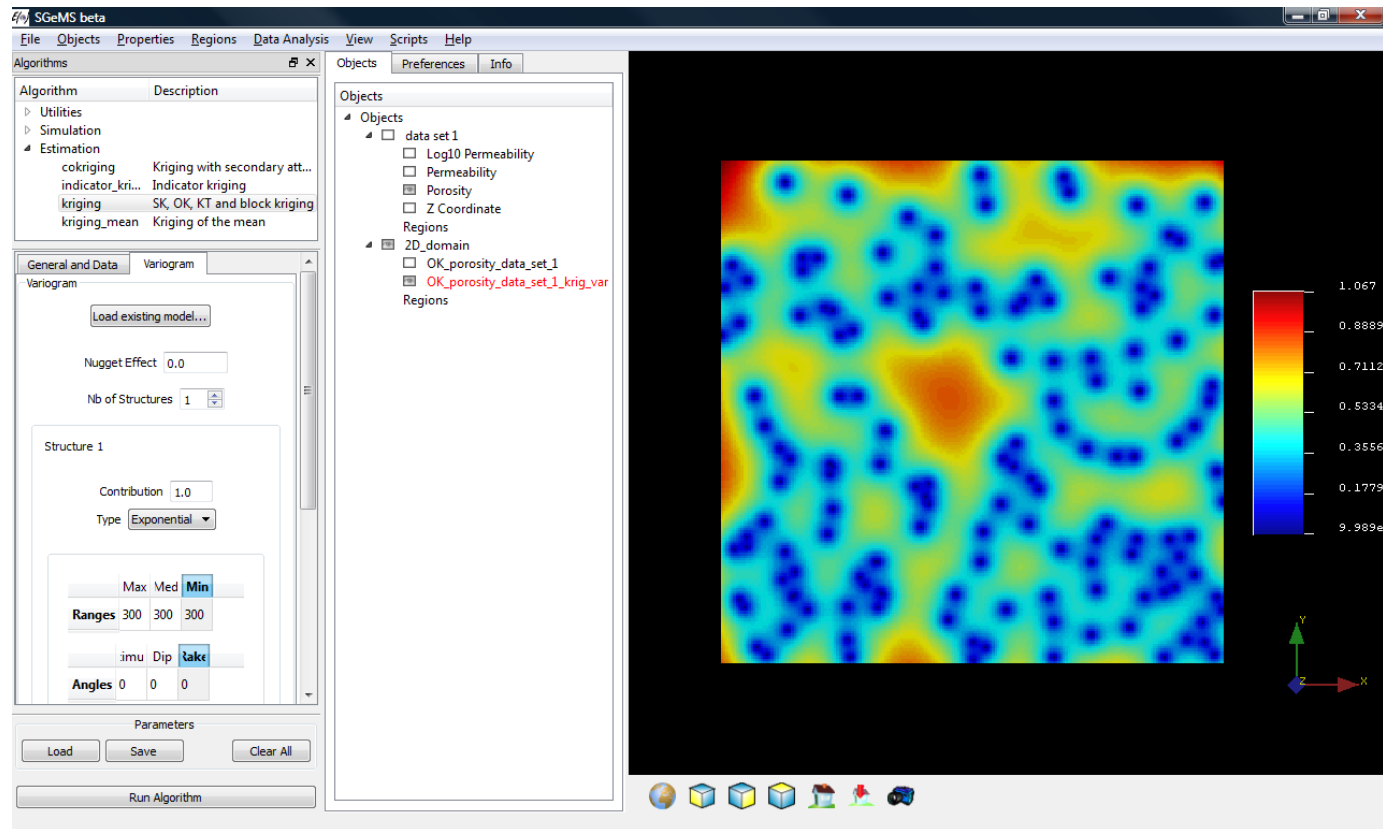 SGeMS beta
File Objects Properties Regions Data Analysis View Scripts Help
Algorithms
Algorithm Description
Utilities
Simulation
Estimation
cokriging Kriging with secondary att...
indicator_kri... Indicator kriging
kriging SK, OK, KT and block kriging
kriging_mean Kriging of the mean
General and Data Variogram
Variogram
Load existing model...
Nugget Effect 0.0
Nb of Structures 1
Structure 1
Contribution 1.0
Type Exponential
Max Med Min
Ranges 300 300 300
:imu Dip Rake
Angles 0 0 0
Parameters
Load Save Clear All
Run Algorithm
Objects Preferences Info
Objects
Objects
data set 1
Log10 Permeability
Permeability
Porosity
Z Coordinate
Regions
2D_domain
OK_porosity_data_set_1
OK_porosity_data_set_1_krig_var
Regions
1.067
0.8889
0.7112
0.5334
0.3556
0.1779
9.989e
Y
Z X